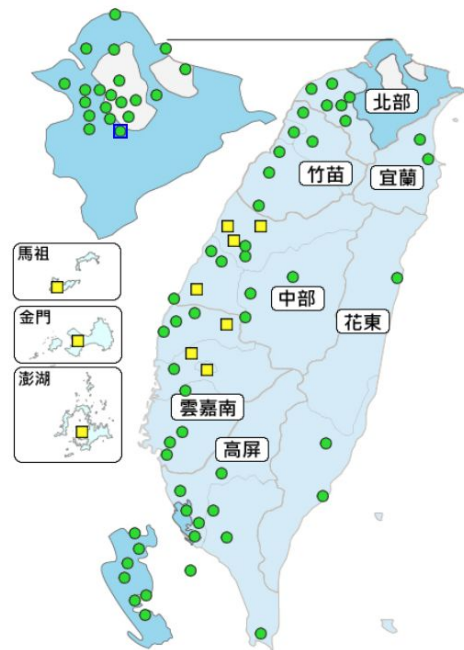 北部
宜蘭
竹苗
馬祖
中部
金門
花東
澎湖
雲嘉南
高屏